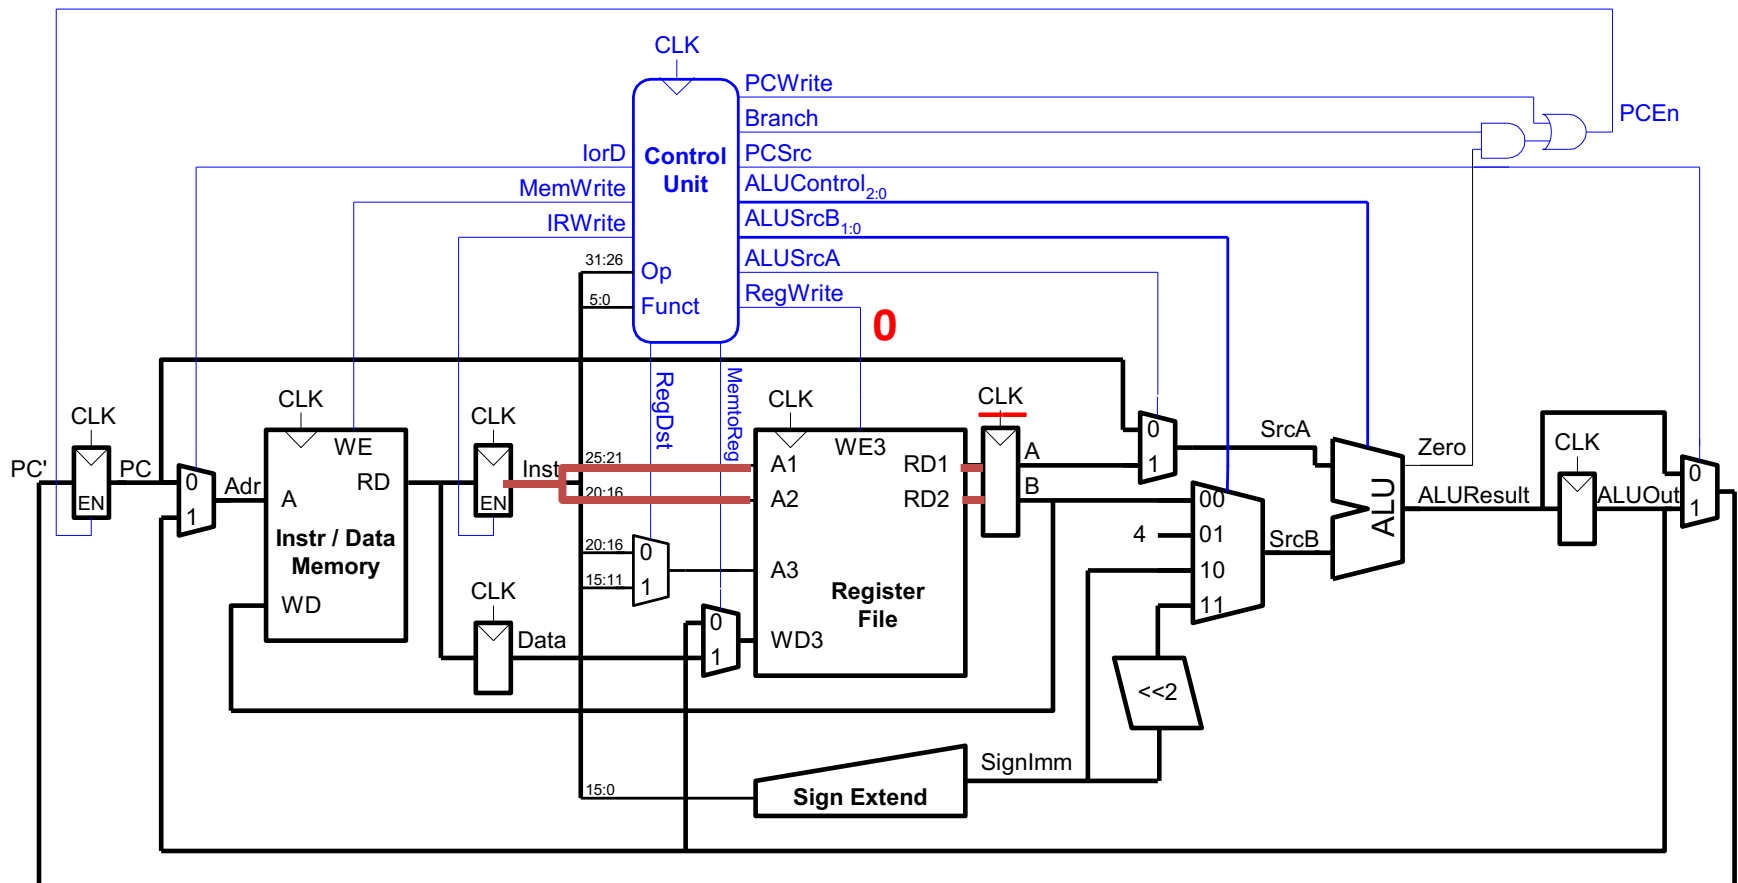 CLK
PCWrite
Branch
PCEn
IorD
Control
Unit
PCSrc
MemWrite
ALUControl2:0
IRWrite
ALUSrcB1:0
31:26
Op
ALUSrcA
5:0
Funct
RegWrite
0
RegDst
MemtoReg
CLK
CLK
CLK
CLK
CLK
CLK
PC'
EN
PC
0
1
Adr
WE
A
RD
Instr / Data
Memory
WD
EN
Inst
25:21
20:16
A1
A2
WE3
RD1
RD2
A
B
0
1
SrcA
Zero
ALU
ALUResult
ALUOut
0
1
00
4
01
10
11
SrcB
20:16
0
15:11
1
A3
Register
File
CLK
Data
0
1
WD3
<<2
SignImm
15:0
Sign Extend